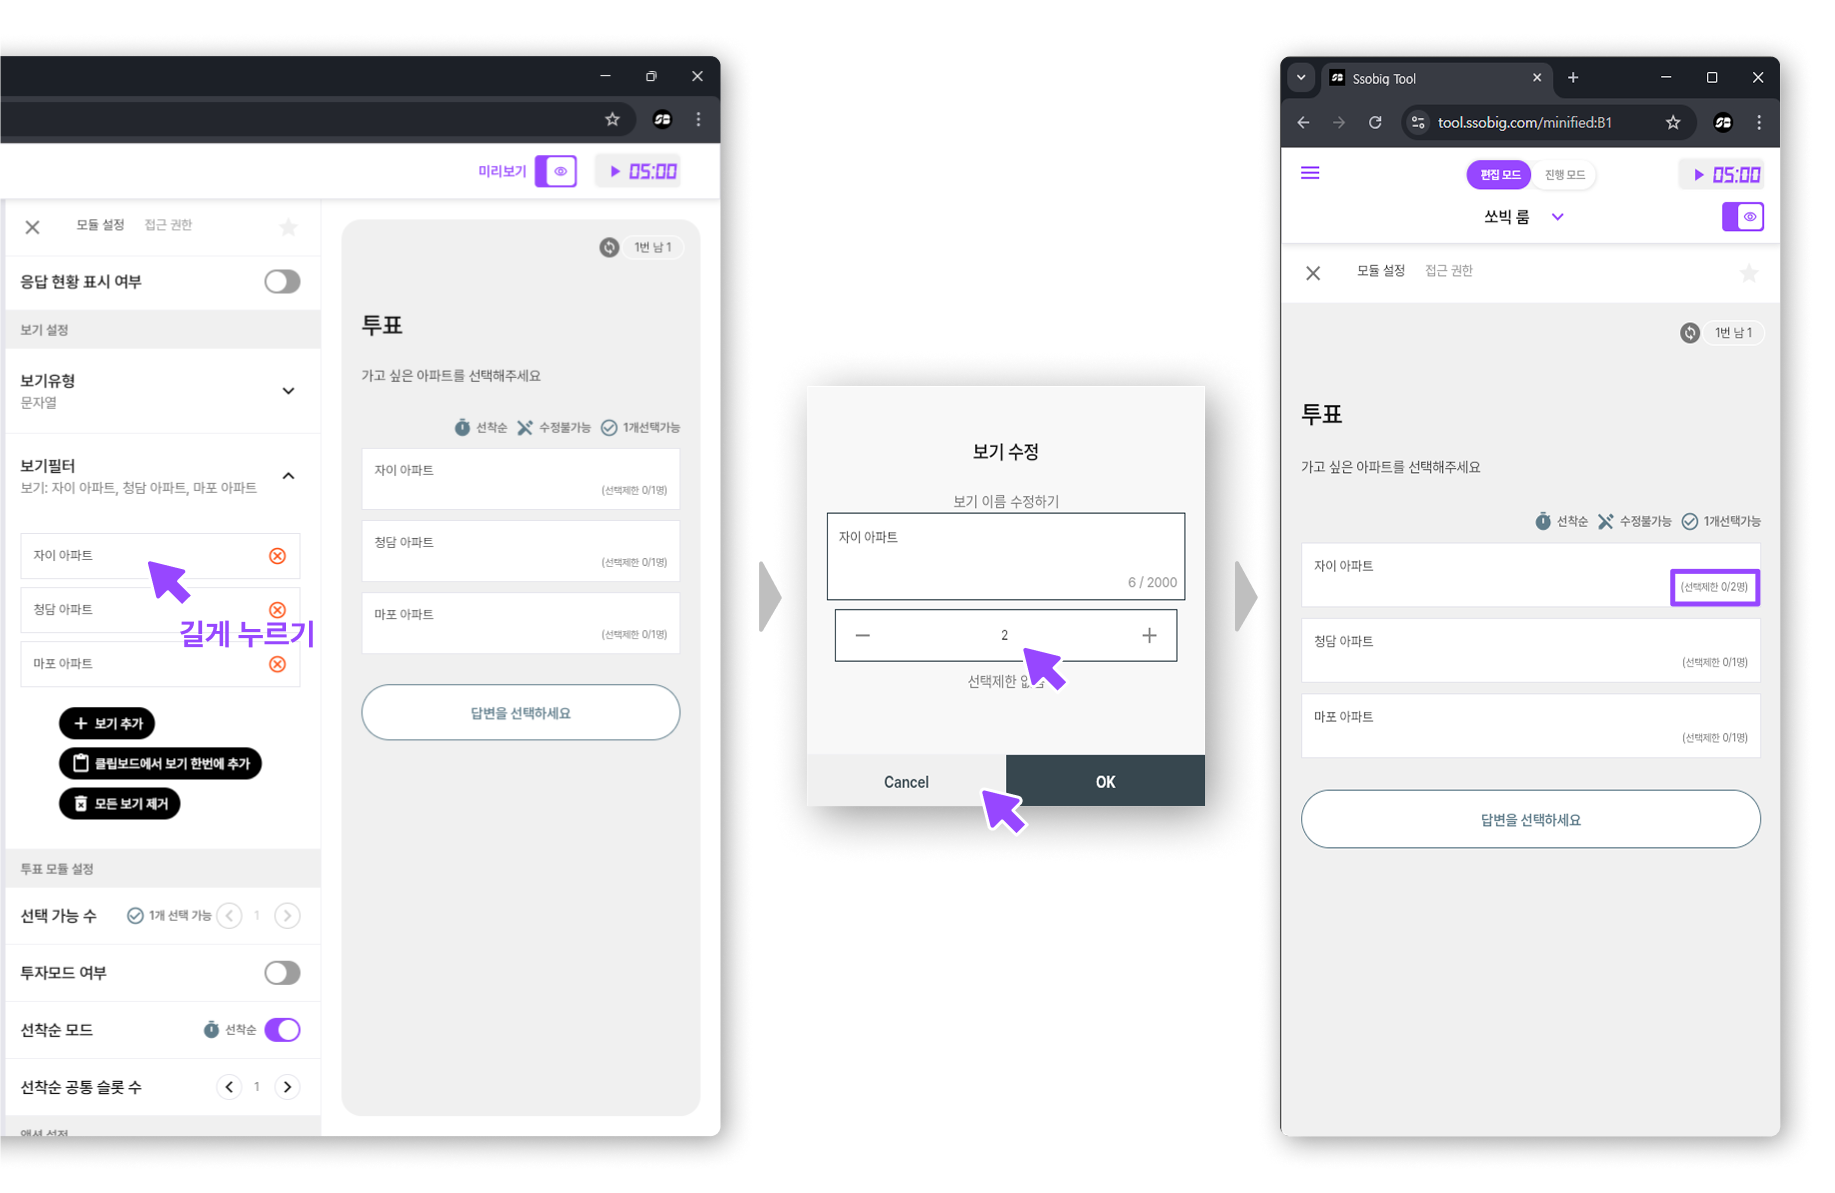 미리보기
05:00
모듈 설정
접근 권한
응답 현황 표시 여부
보기 설정
보기유형
문자열
보기필터
보기: 자이 아파트, 청담 아파트, 마포 아파트
자이 아파트
청담 아파트
길게 누르기
마포 아파트
보기 추가
클립보드에서 보기 한번에 추가
모든 보기 제거
투표 모듈 설정
선택 가능 수
1개 선택 가능
1
투자모드 여부
선착순 모드
선착순
선착순 공통 슬롯 수
1
액션 설정
1번 남 1
투표
가고 싶은 아파트를 선택해주세요
선착순 수정불가능 1개선택가능
자이 아파트
(선택제한 0/1명)
청담 아파트
(선택제한 0/1명)
마포 아파트
(선택제한 0/1명)
답변을 선택하세요
보기 수정
보기 이름 수정하기
자이 아파트
6 / 2000
2
선택제한
Cancel
OK
Ssobig Tool
tool.ssobig.com/minified:B1
편집 모드
진행 모드
05:00
쏘빅 룸
모듈 설정
접근 권한
1번 남 1
투표
가고 싶은 아파트를 선택해주세요
선착순 수정불가능 1개선택가능
자이 아파트
(선택제한 0/2명)
청담 아파트
(선택제한 0/1명)
마포 아파트
(선택제한 0/1명)
답변을 선택하세요